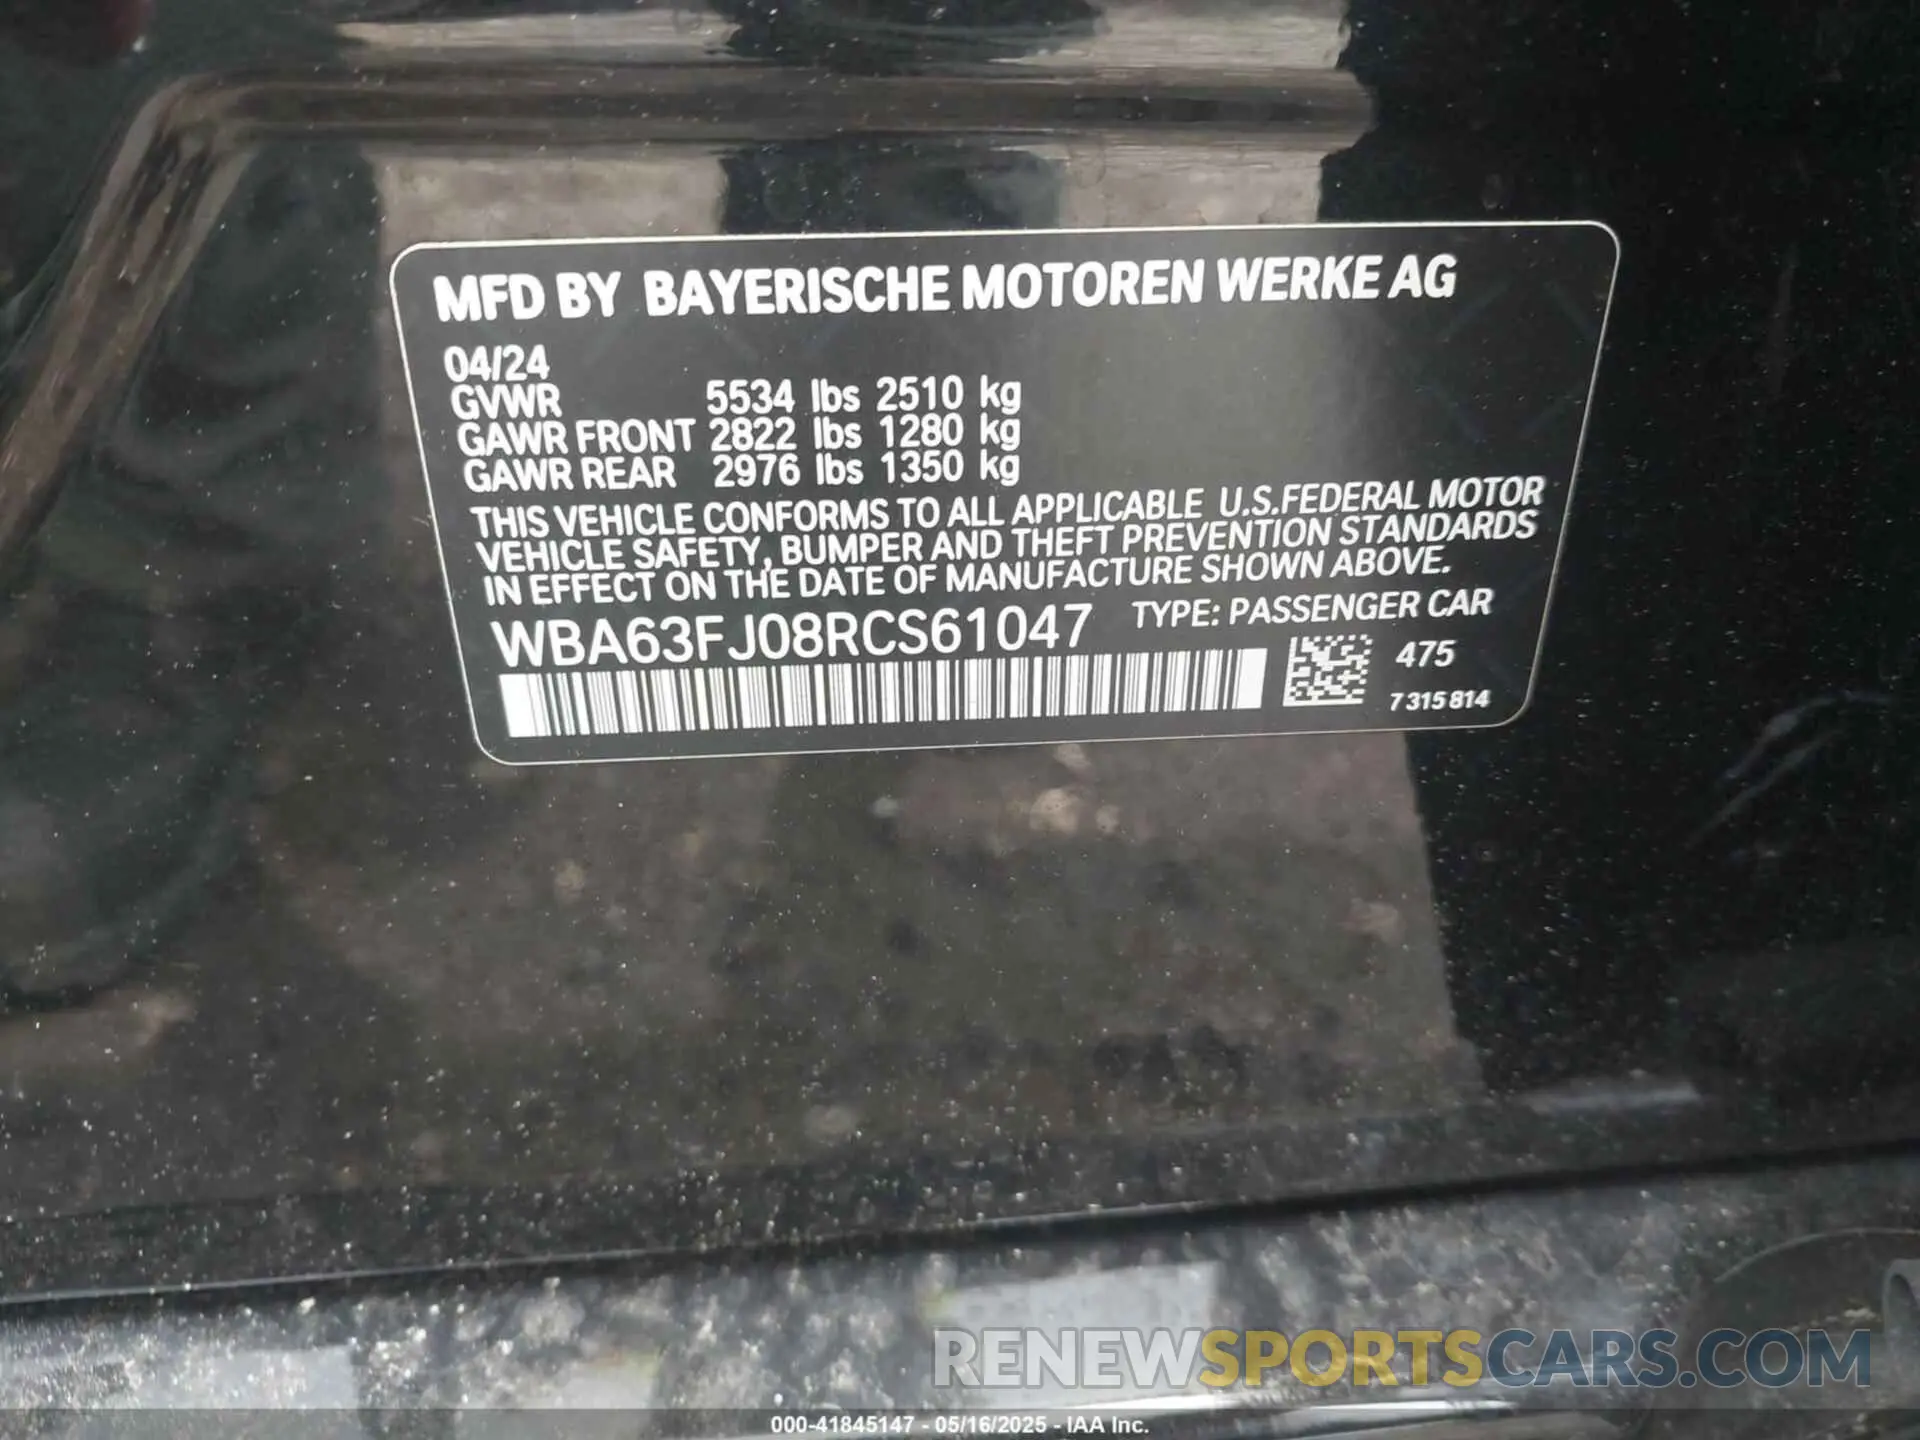 MFD BY BAYERISCHE MOTOREN WERKE AG
04/24
GVWR 5534 lbs 2510 kg
GAWR FRONT 2822 lbs 1280 kg
GAWR REAR 2976 lbs 1350 kg
THIS VEHICLE CONFORMS TO ALL APPLICABLE U.S.FEDERAL MOTOR
VEHICLE SAFETY, BUMPER AND THEFT PREVENTION STANDARDS
IN EFFECT ON THE DATE OF MANUFACTURE SHOWN ABOVE.
WBA63FJ08RCS61047 TYPE: PASSENGER CAR
475
7 315 814
RENEWSPORTSCARS.COM
000-41845147 - 05/16/2025 - IAA Inc.